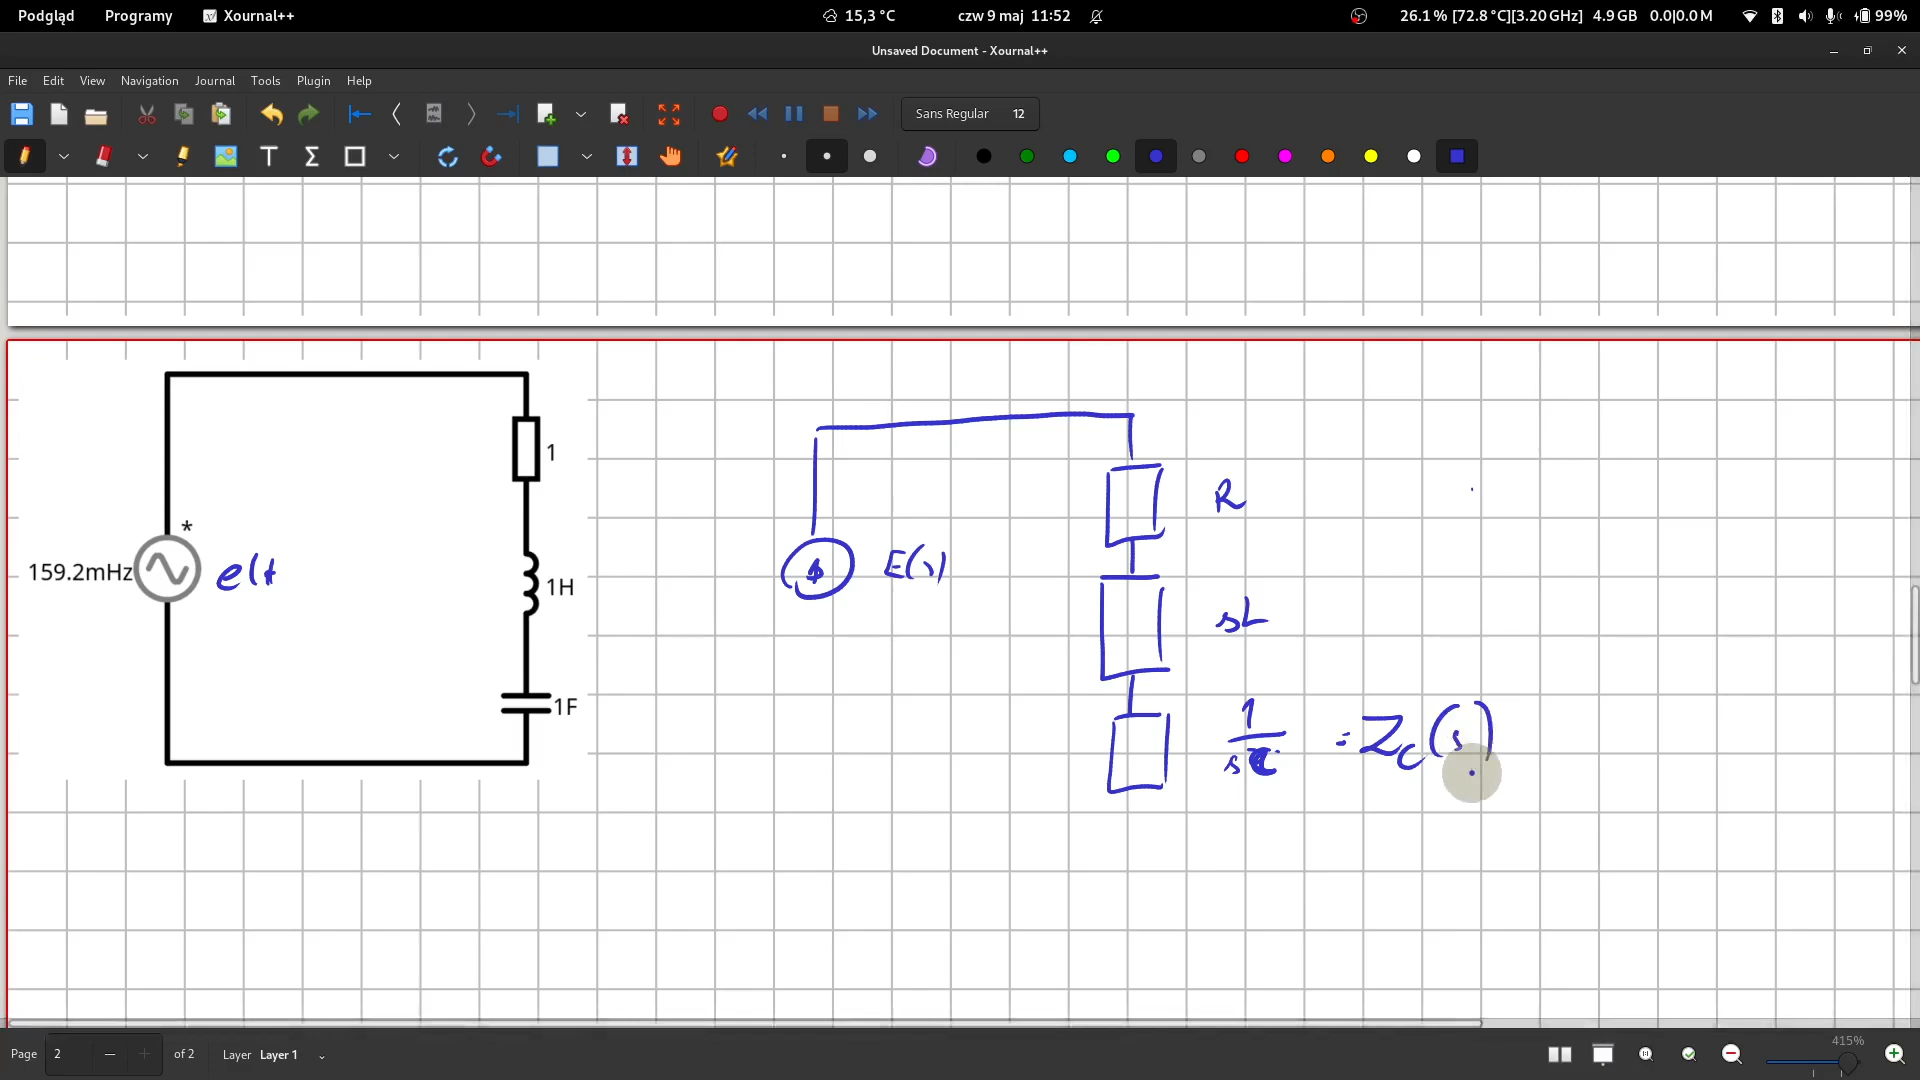 Podgląd Programy Xournal++ 15,3 °C czw 9 maj 11:52 26.1 % [72.8 °C][3.20 GHz] 4.9 GB 0.0|0.0 M 99%
Unsaved Document - Xournal++
File Edit View Navigation Journal Tools Plugin Help
Sans Regular 12
1
R
*
159.2mHz e(t E(s)
1H
sL
1F
1/sC = Zc(s)
Page 2 of 2 Layer Layer 1 415%